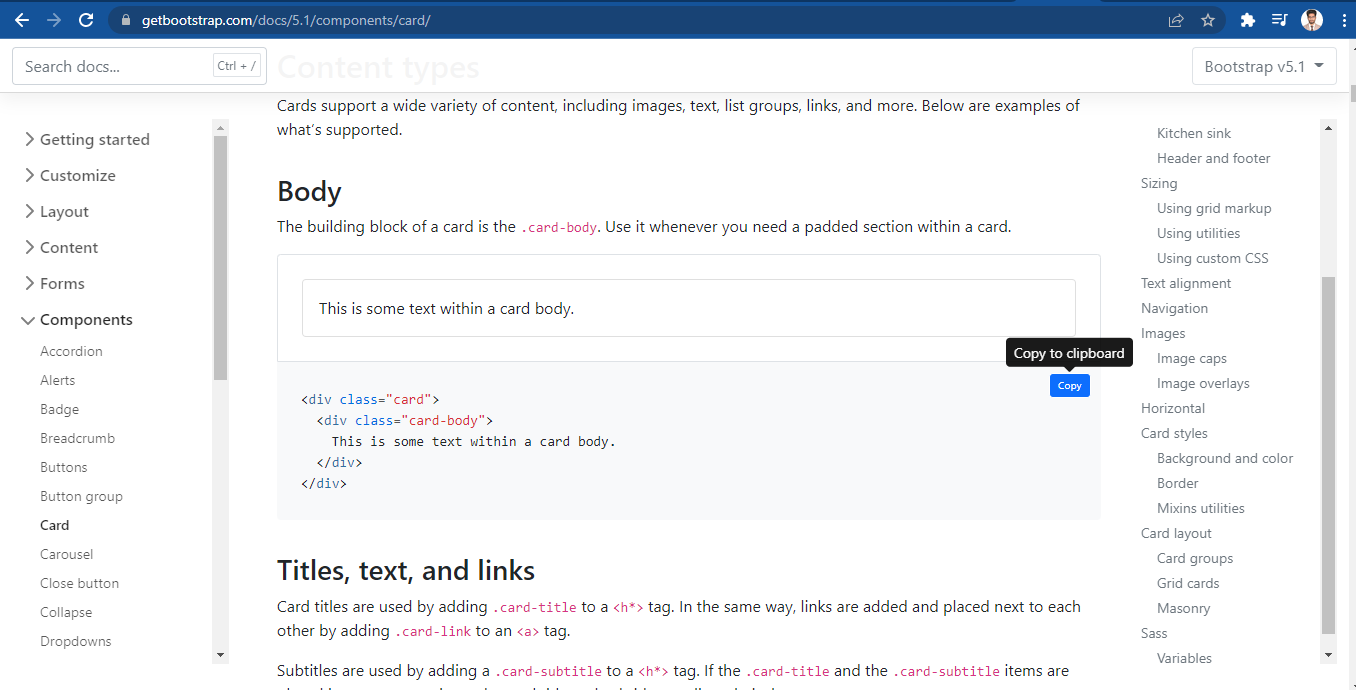 getbootstrap.com/docs/5.1/components/card/
Search docs...
Ctrl + /
Content types
Bootstrap v5.1
Getting started
Customize
Layout
Content
Forms
Components
Accordion
Alerts
Badge
Breadcrumb
Buttons
Button group
Card
Carousel
Close button
Collapse
Dropdowns
Cards support a wide variety of content, including images, text, list groups, links, and more. Below are examples of
what's supported.
Body
The building block of a card is the .card-body. Use it whenever you need a padded section within a card.
This is some text within a card body.
Copy to clipboard
Copy
<div class="card">
  <div class="card-body">
    This is some text within a card body.
  </div>
</div>
Titles, text, and links
Card titles are used by adding .card-title to a <h*> tag. In the same way, links are added and placed next to each
other by adding .card-link to an <a> tag.
Subtitles are used by adding a .card-subtitle to a <h*> tag. If the .card-title and the .card-subtitle items are
Kitchen sink
Header and footer
Sizing
Using grid markup
Using utilities
Using custom CSS
Text alignment
Navigation
Images
Image caps
Image overlays
Horizontal
Card styles
Background and color
Border
Mixins utilities
Card layout
Card groups
Grid cards
Masonry
Sass
Variables